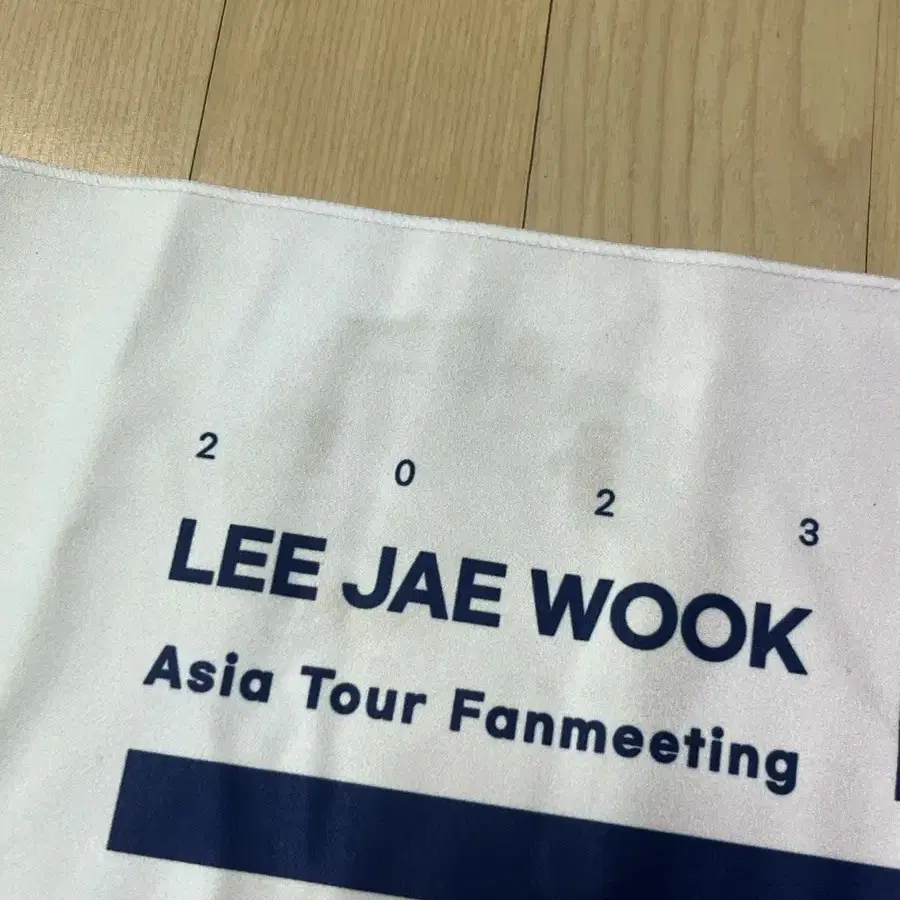 2 0 2 3
LEE JAE WOOK
Asia Tour Fanmeeting